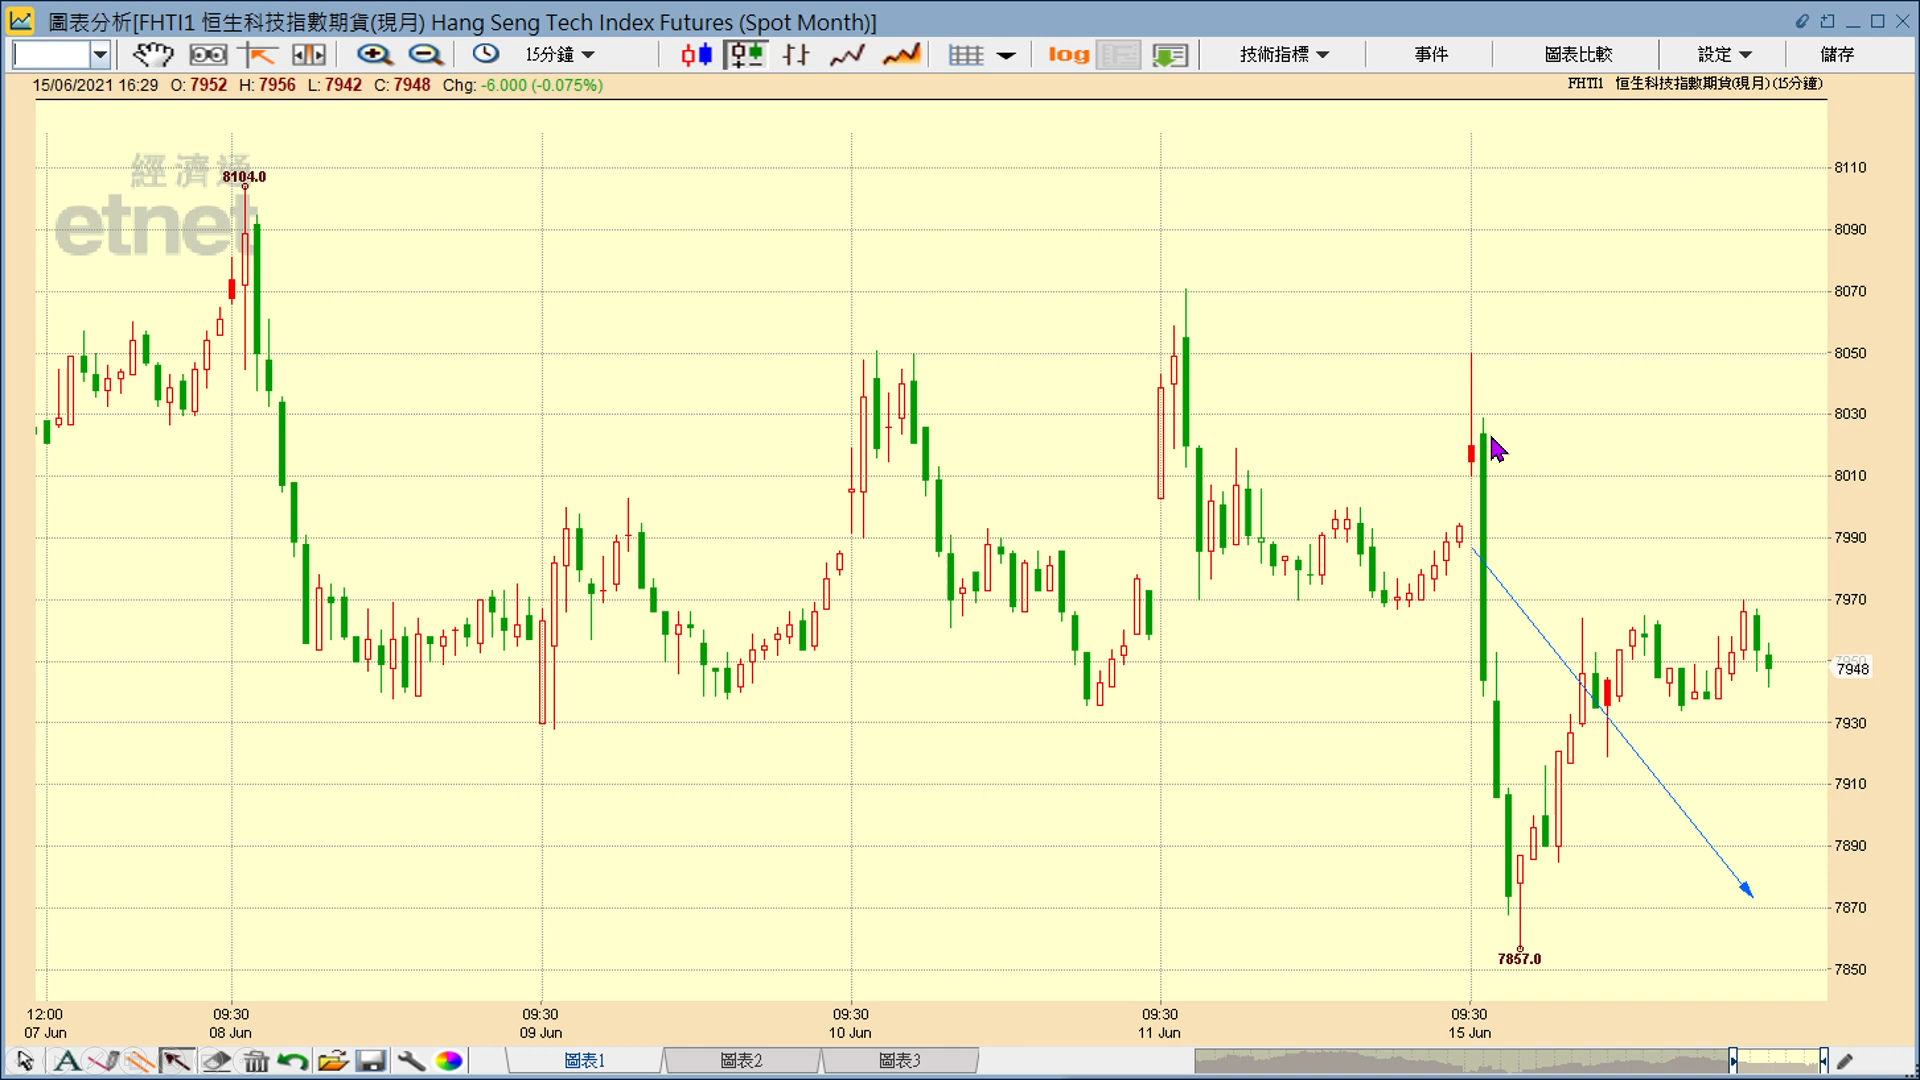 圖表分析[FHTI1 恒生科技指數期貨(現月) Hang Seng Tech Index Futures (Spot Month)]
15分鐘
log
技術指標
事件
圖表比較
設定
儲存
15/06/2021 16:29 O: 7952 H: 7956 L: 7942 C: 7948 Chg: -6.000 (-0.075%)
FHTI1 恒生科技指數期貨(現月)(15分鐘)
經濟通
etnet
8104.0
7857.0
8110
8090
8070
8050
8030
8010
7990
7970
7950
7948
7930
7910
7890
7870
7850
12:00
07 Jun
09:30
08 Jun
09:30
09 Jun
09:30
10 Jun
09:30
11 Jun
09:30
15 Jun
圖表1
圖表2
圖表3